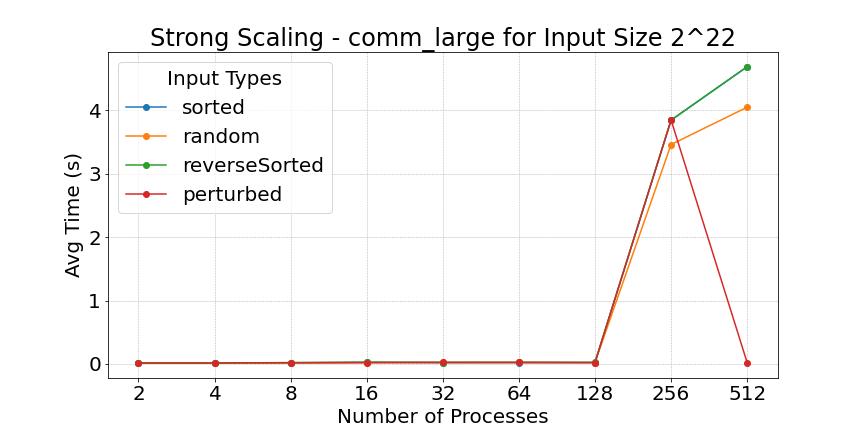 Strong Scaling - comm_large for Input Size 2^22
Input Types
sorted
random
reverseSorted
perturbed
Avg Time (s)
4
3
2
1
0
2 4 8 16 32 64 128 256 512
Number of Processes